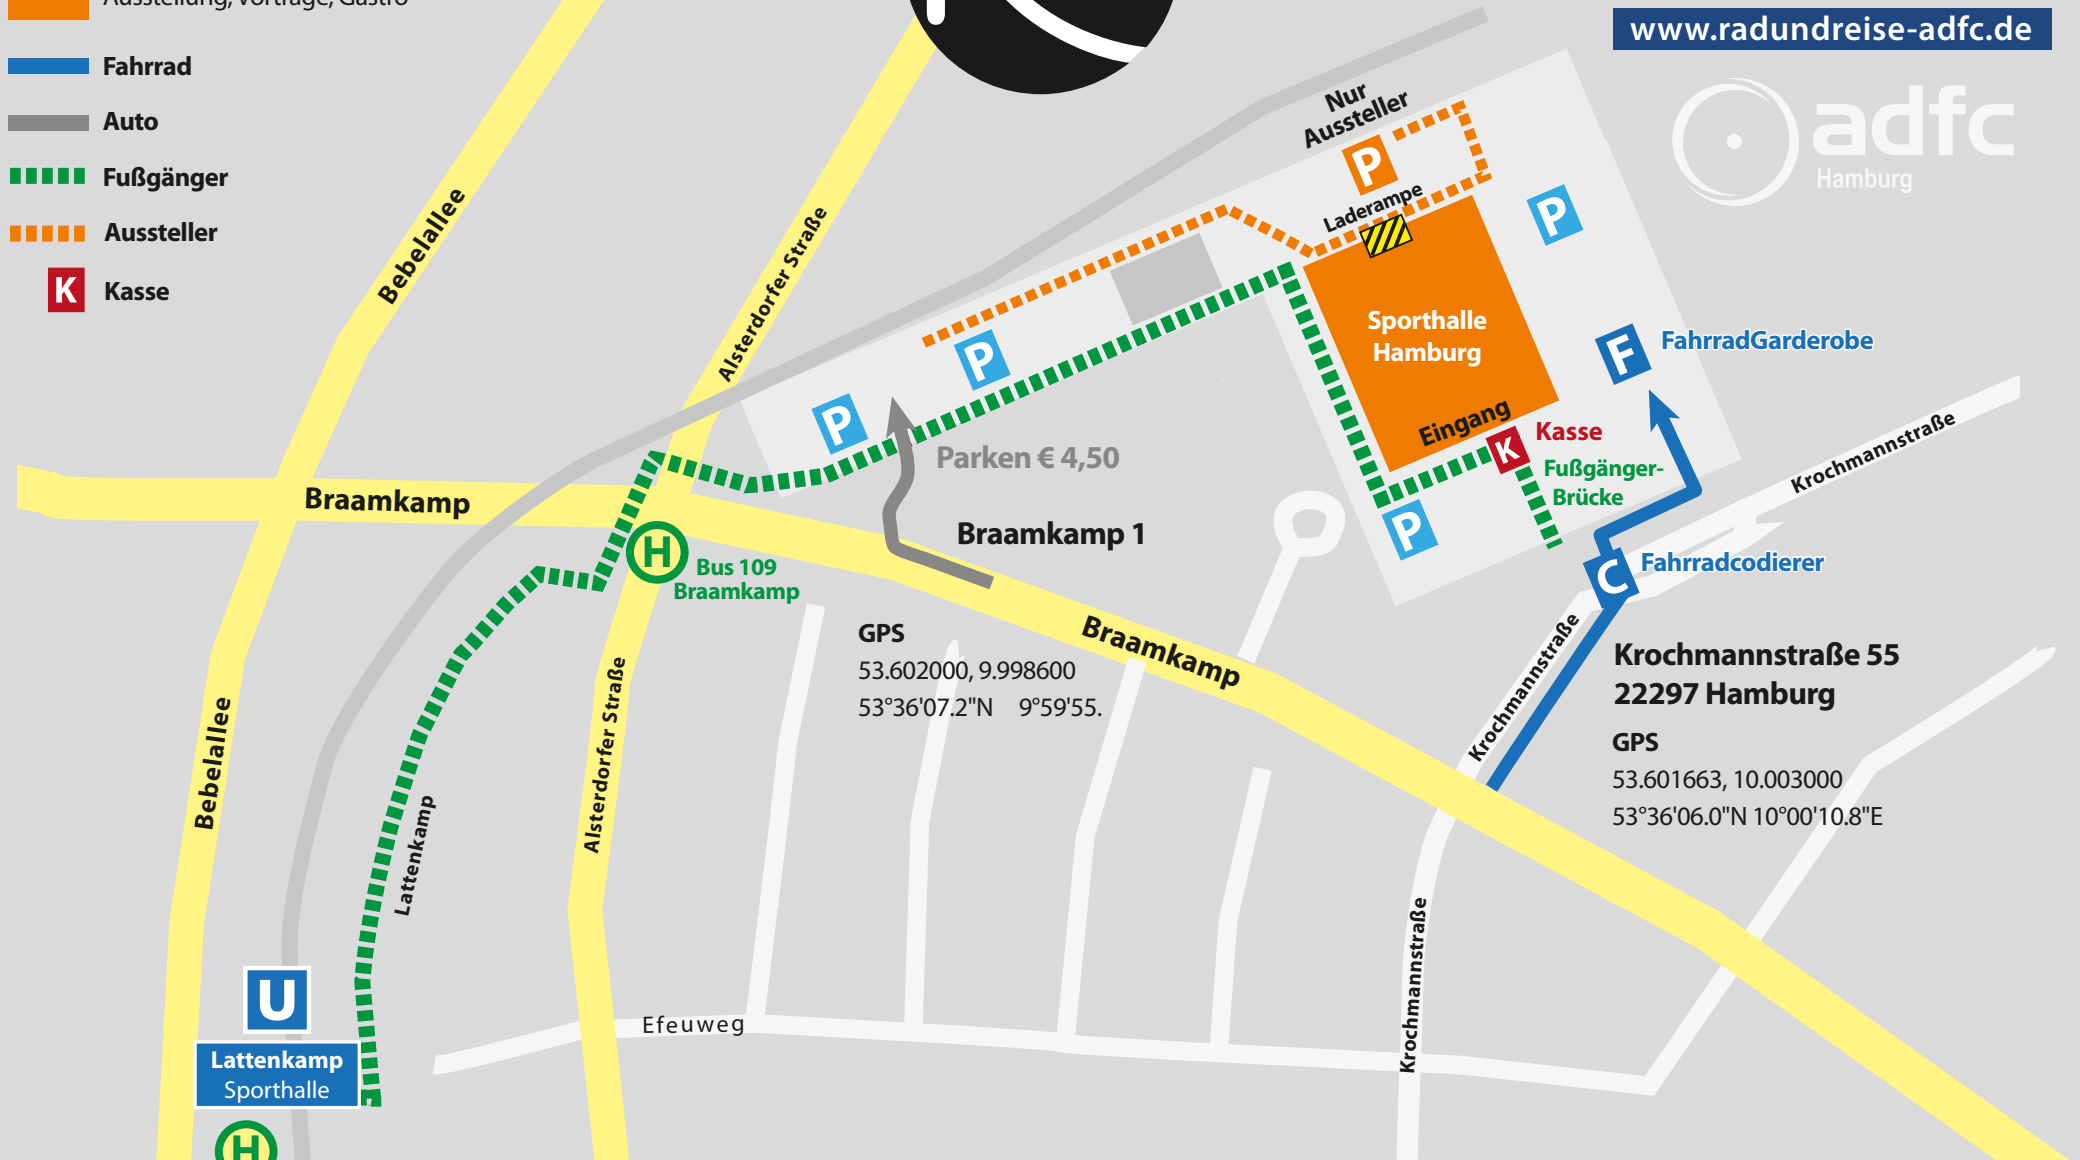 Ausstellung, Vorträge, Gastro
Fahrrad
Auto
Fußgänger
Aussteller
K Kasse
www.radundreise-adfc.de
adfc
Hamburg
Bebelallee
Alsterdorfer Straße
Nur
Aussteller
P
Laderampe
P
Sporthalle
Hamburg
F FahrradGarderobe
P
P
Eingang
K Kasse
Fußgänger-
Brücke
P
Parken € 4,50
Krochmannstraße
Braamkamp
H
Bus 109
Braamkamp
Braamkamp 1
C Fahrradcodierer
GPS
53.602000, 9.998600
53°36'07.2"N 9°59'55.
Braamkamp
Krochmannstraße
Krochmannstraße 55
22297 Hamburg
GPS
53.601663, 10.003000
53°36'06.0"N 10°00'10.8"E
Bebelallee
Lattenkamp
Alsterdorfer Straße
Krochmannstraße
Efeuweg
U
Lattenkamp
Sporthalle
H